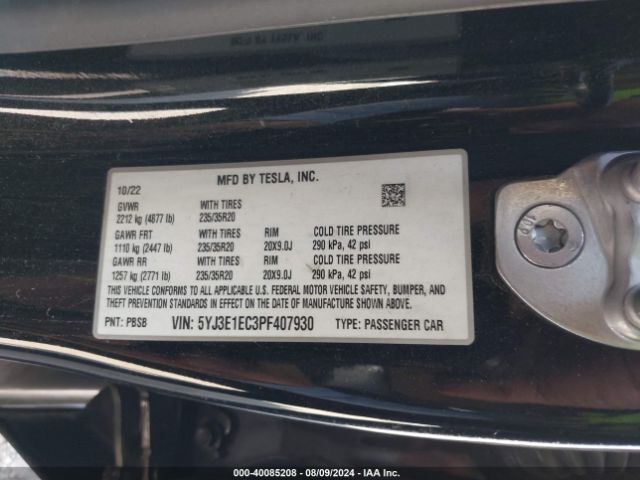 MFD BY TESLA, INC.
10/22
GVWR WITH TIRES
2212 kg (4877 lb) 235/35R20
GAWR FRT WITH TIRES RIM COLD TIRE PRESSURE
1110 kg (2447 lb) 235/35R20 20X9.0J 290 kPa, 42 psi
GAWR RR WITH TIRES RIM COLD TIRE PRESSURE
1257 kg (2771 lb) 235/35R20 20X9.0J 290 kPa, 42 psi
THIS VEHICLE CONFORMS TO ALL APPLICABLE U.S. FEDERAL MOTOR VEHICLE SAFETY, BUMPER, AND
THEFT PREVENTION STANDARDS IN EFFECT ON THE DATE OF MANUFACTURE SHOWN ABOVE.
PNT: PBSB VIN: 5YJ3E1EC3PF407930 TYPE: PASSENGER CAR
000-40085208 - 08/09/2024 - IAA Inc.